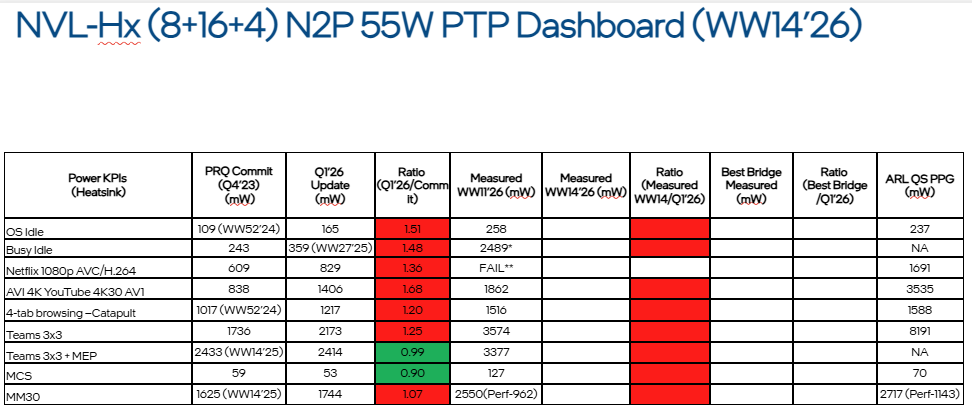 NVL-Hx (8+16+4) N2P 55W PTP Dashboard (WW14'26)
Power KPIs
(Heatsink)
PRQ Commit
(Q4'23)
(mW)
Q1'26
Update
(mW)
Ratio
(Q1'26/Comm
it)
Measured
WW11'26 (mW)
Measured
WW14'26 (mW)
Ratio
(Measured
WW14/Q1'26)
Best Bridge
Measured
(mW)
Ratio
(Best Bridge
/Q1'26)
ARL QS PPG
(mW)
OS Idle 109 (WW52'24) 165 1.51 258 237
Busy Idle 243 359 (WW27'25) 1.48 2489* NA
Netflix 1080p AVC/H.264 609 829 1.36 FAIL** 1691
AVI 4K YouTube 4K30 AV1 838 1406 1.68 1862 3535
4-tab browsing –Catapult 1017 (WW52'24) 1217 1.20 1516 1588
Teams 3x3 1736 2173 1.25 3574 8191
Teams 3x3 + MEP 2433 (WW14'25) 2414 0.99 3377 NA
MCS 59 53 0.90 127 70
MM30 1625 (WW14'25) 1744 1.07 2550(Perf-962) 2717 (Perf-1143)